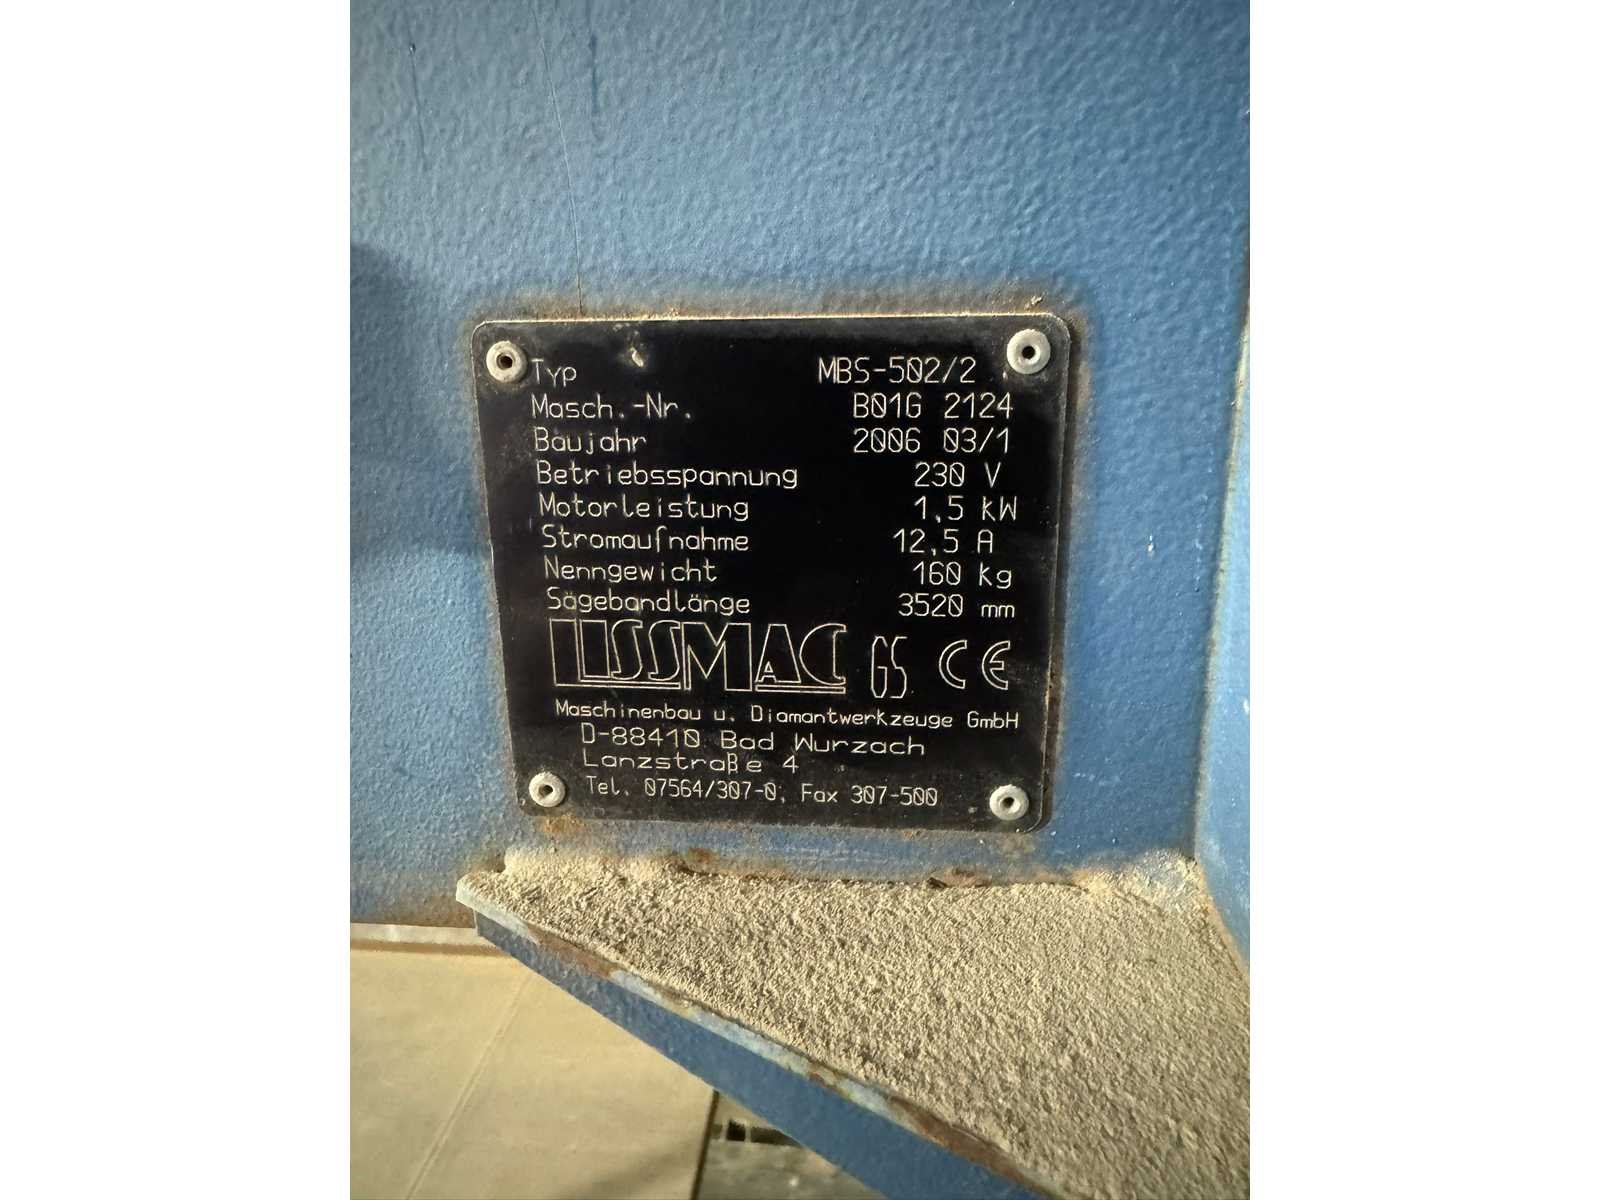 Typ MBS-502/2
Masch.-Nr. B01G 2124
Baujahr 2006 03/1
Betriebsspannung 230 V
Motorleistung 1,5 kW
Stromaufnahme 12,5 A
Nenngewicht 160 Kg
Sägebandlänge 3520 mm
LISSMAC GS CE
Maschinenbau u. Diamantwerkzeuge GmbH
D-88410 Bad Wurzach
Lanzstraße 4
Tel. 07564/307-0, Fax 307-500